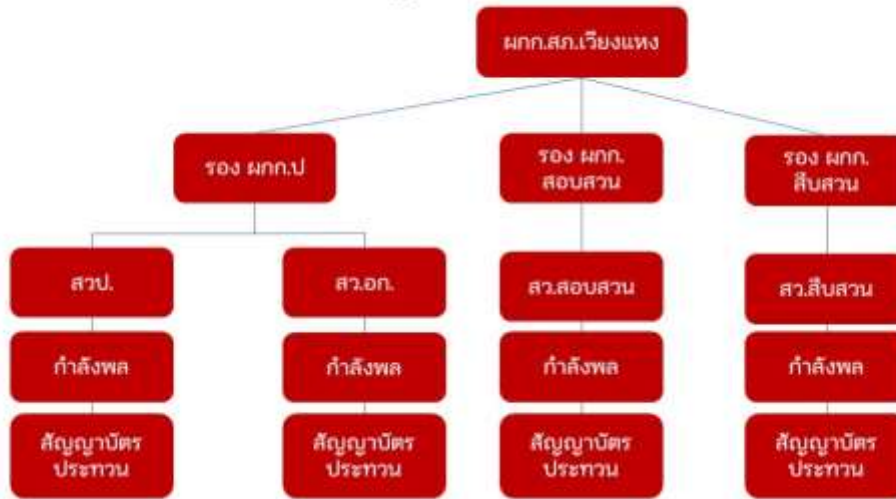 ผกก.สภ.เวียงแหง
รอง ผกก.ป
รอง ผกก.
สอบสวน
รอง ผกก.
สืบสวน
สวป.
สว.อก.
สว.สอบสวน
สว.สืบสวน
กำลังพล
กำลังพล
กำลังพล
กำลังพล
สัญญาบัตร
ประทวน
สัญญาบัตร
ประทวน
สัญญาบัตร
ประทวน
สัญญาบัตร
ประทวน